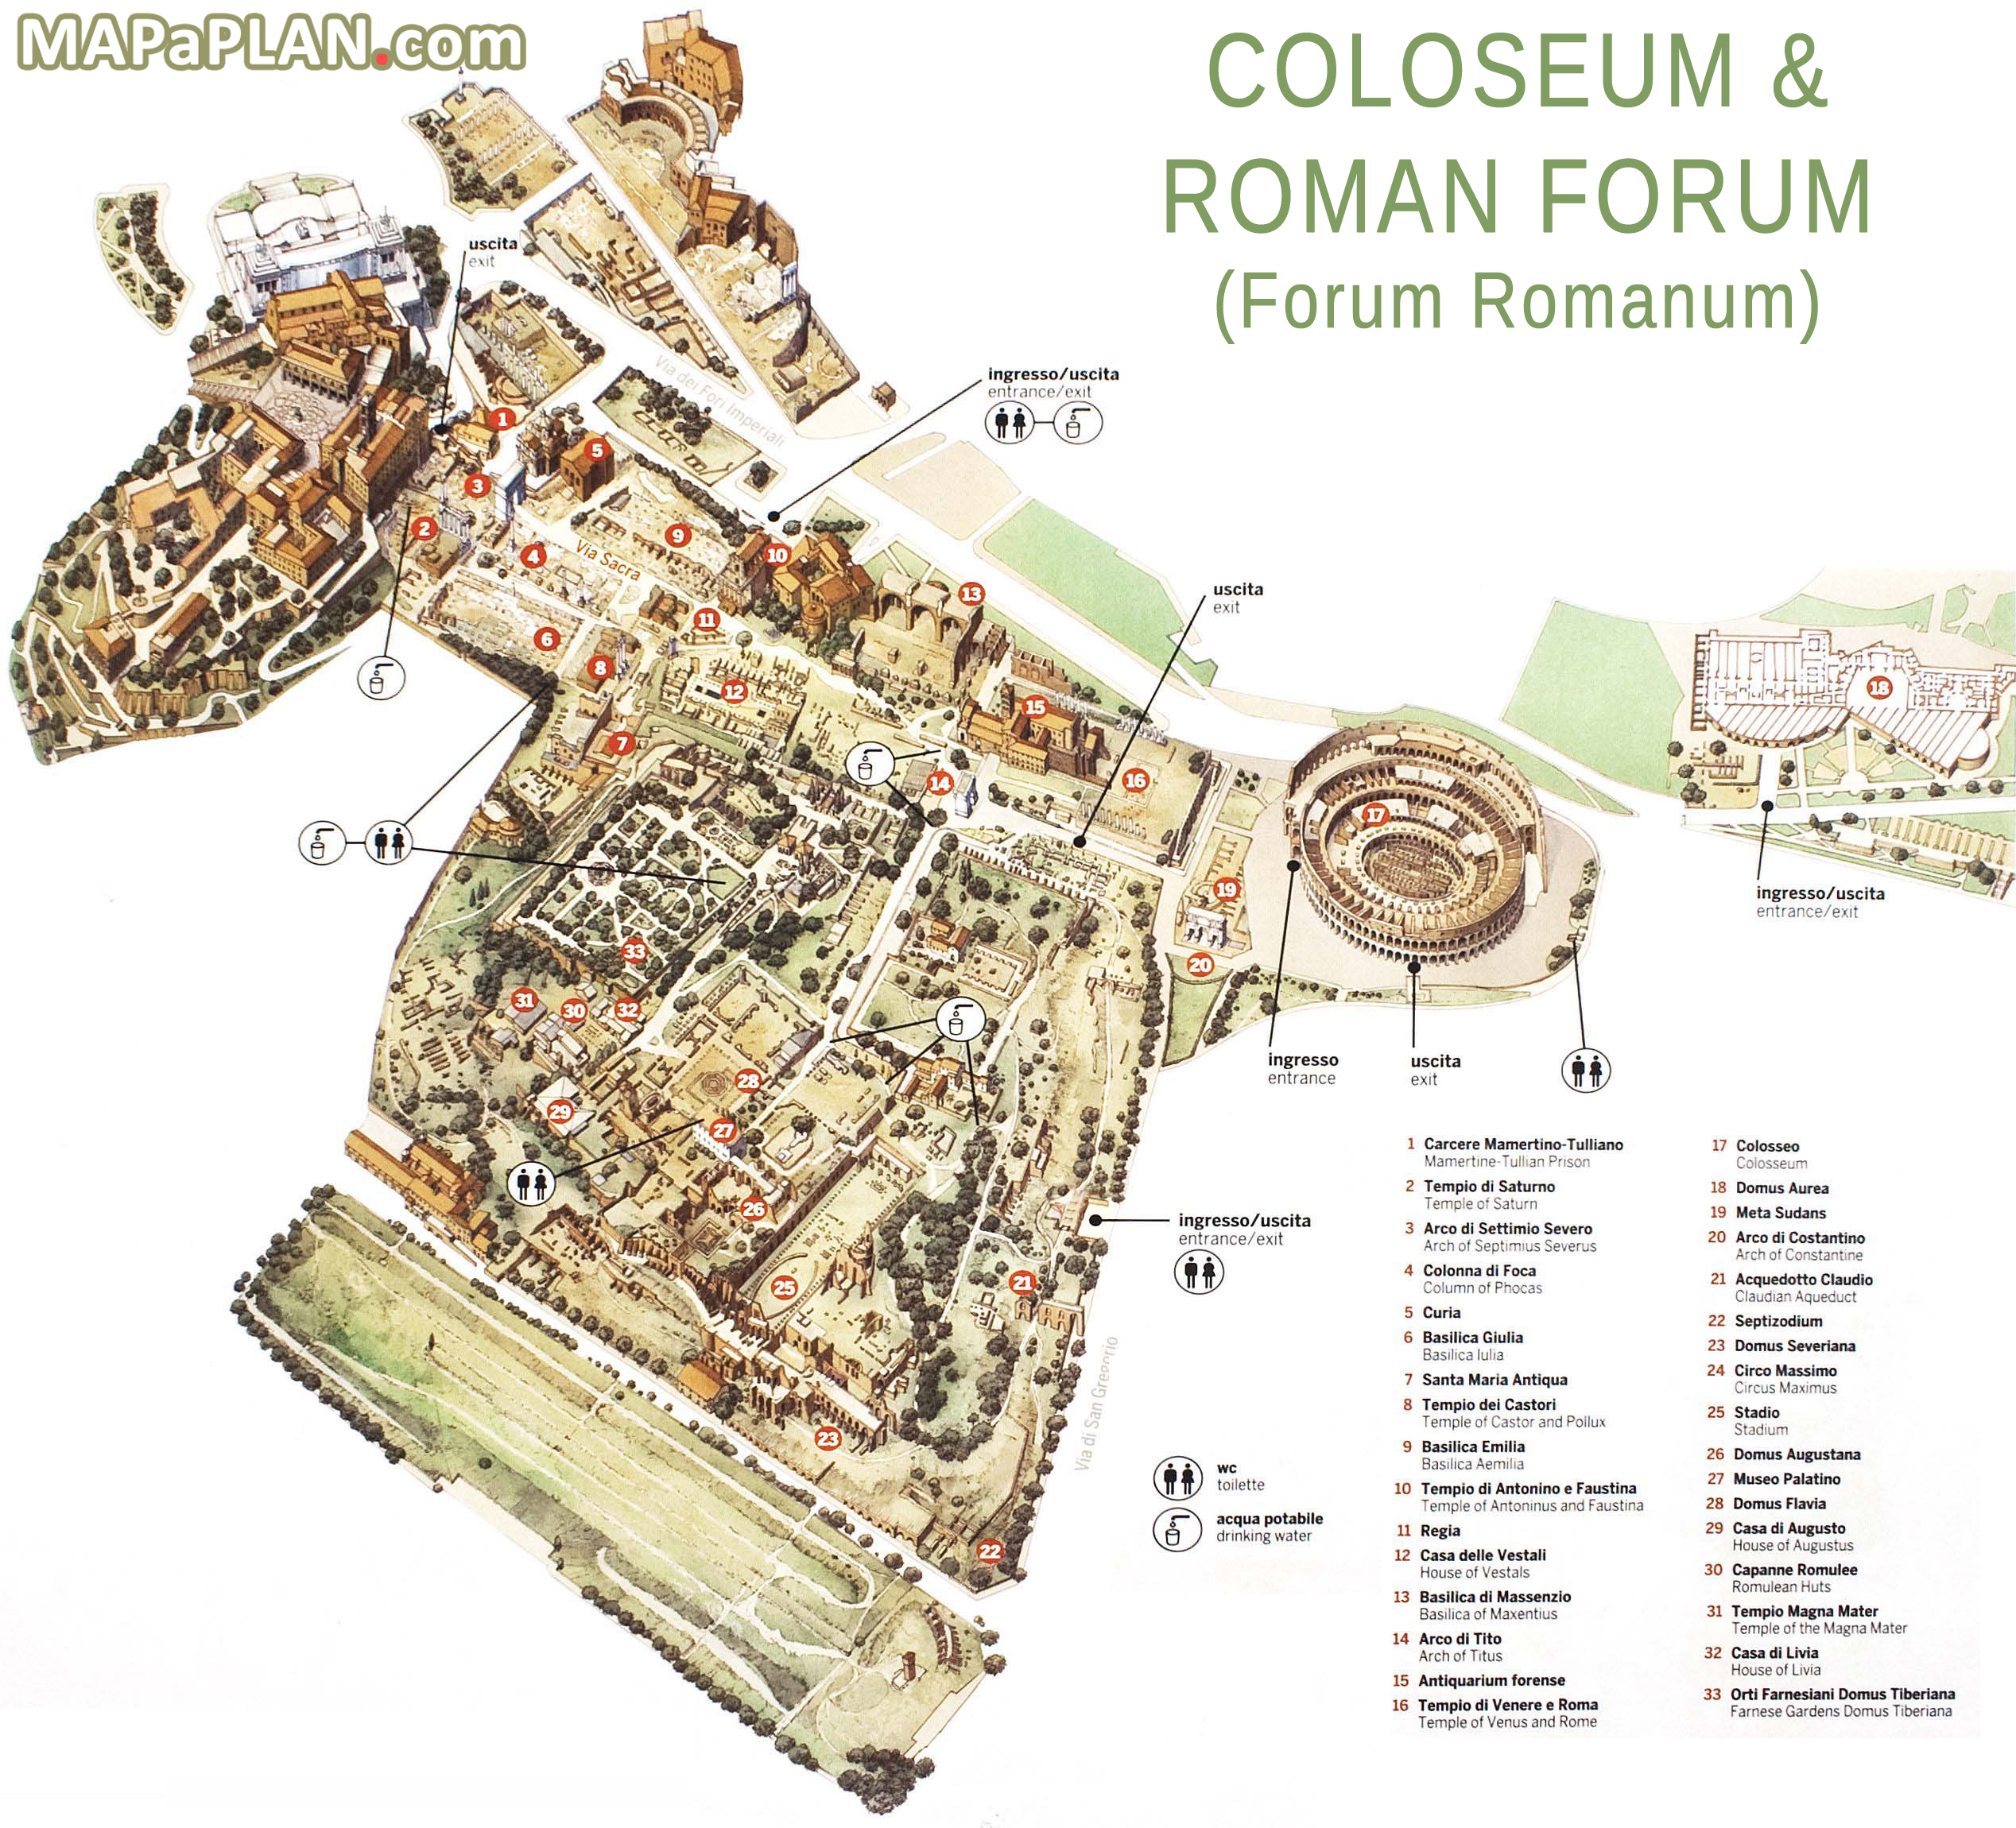 MAPaPLAN.com
COLOSEUM &
ROMAN FORUM
(Forum Romanum)
uscita
exit
Via dei Fori Imperiali
ingresso/uscita
entrance/exit
1
5
3
2
9
4
Via Sacra
10
13
uscita
exit
11
6
8
12
18
15
7
14
16
17
19
ingresso/uscita
entrance/exit
33
20
31
30
32
ingresso
entrance
uscita
exit
28
29
27
26
ingresso/uscita
entrance/exit
25
21
Via di San Gregorio
23
22
wc
toilette
acqua potabile
drinking water
1 Carcere Mamertino-Tulliano
Mamertine-Tullian Prison
2 Tempio di Saturno
Temple of Saturn
3 Arco di Settimio Severo
Arch of Septimius Severus
4 Colonna di Foca
Column of Phocas
5 Curia
6 Basilica Giulia
Basilica Iulia
7 Santa Maria Antiqua
8 Tempio dei Castori
Temple of Castor and Pollux
9 Basilica Emilia
Basilica Aemilia
10 Tempio di Antonino e Faustina
Temple of Antoninus and Faustina
11 Regia
12 Casa delle Vestali
House of Vestals
13 Basilica di Massenzio
Basilica of Maxentius
14 Arco di Tito
Arch of Titus
15 Antiquarium forense
16 Tempio di Venere e Roma
Temple of Venus and Rome
17 Colosseo
Colosseum
18 Domus Aurea
19 Meta Sudans
20 Arco di Costantino
Arch of Constantine
21 Acquedotto Claudio
Claudian Aqueduct
22 Septizodium
23 Domus Severiana
24 Circo Massimo
Circus Maximus
25 Stadio
Stadium
26 Domus Augustana
27 Museo Palatino
28 Domus Flavia
29 Casa di Augusto
House of Augustus
30 Capanne Romulee
Romulean Huts
31 Tempio Magna Mater
Temple of the Magna Mater
32 Casa di Livia
House of Livia
33 Orti Farnesiani Domus Tiberiana
Farnese Gardens Domus Tiberiana